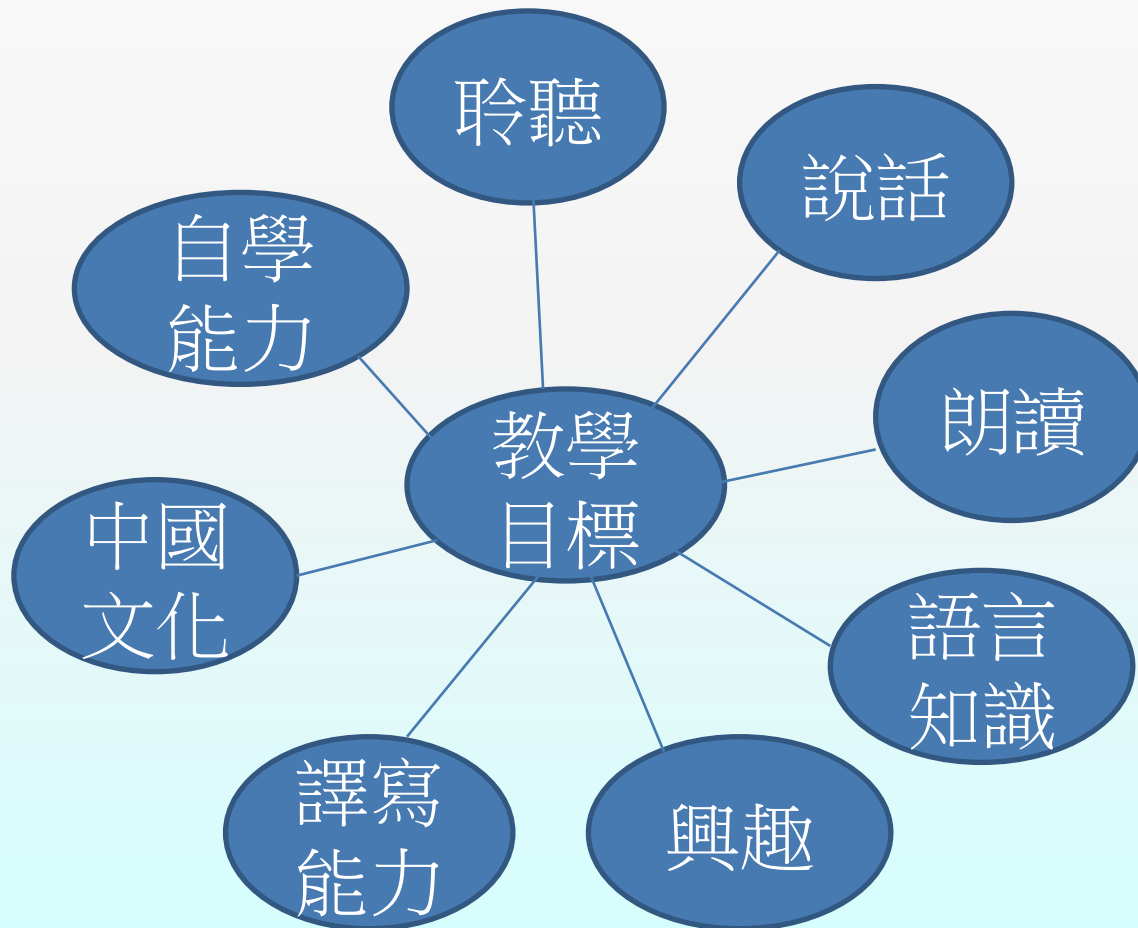 聆聽
說話
自學
能力
朗讀
教學
目標
中國
文化
語言
知識
譯寫
能力
興趣